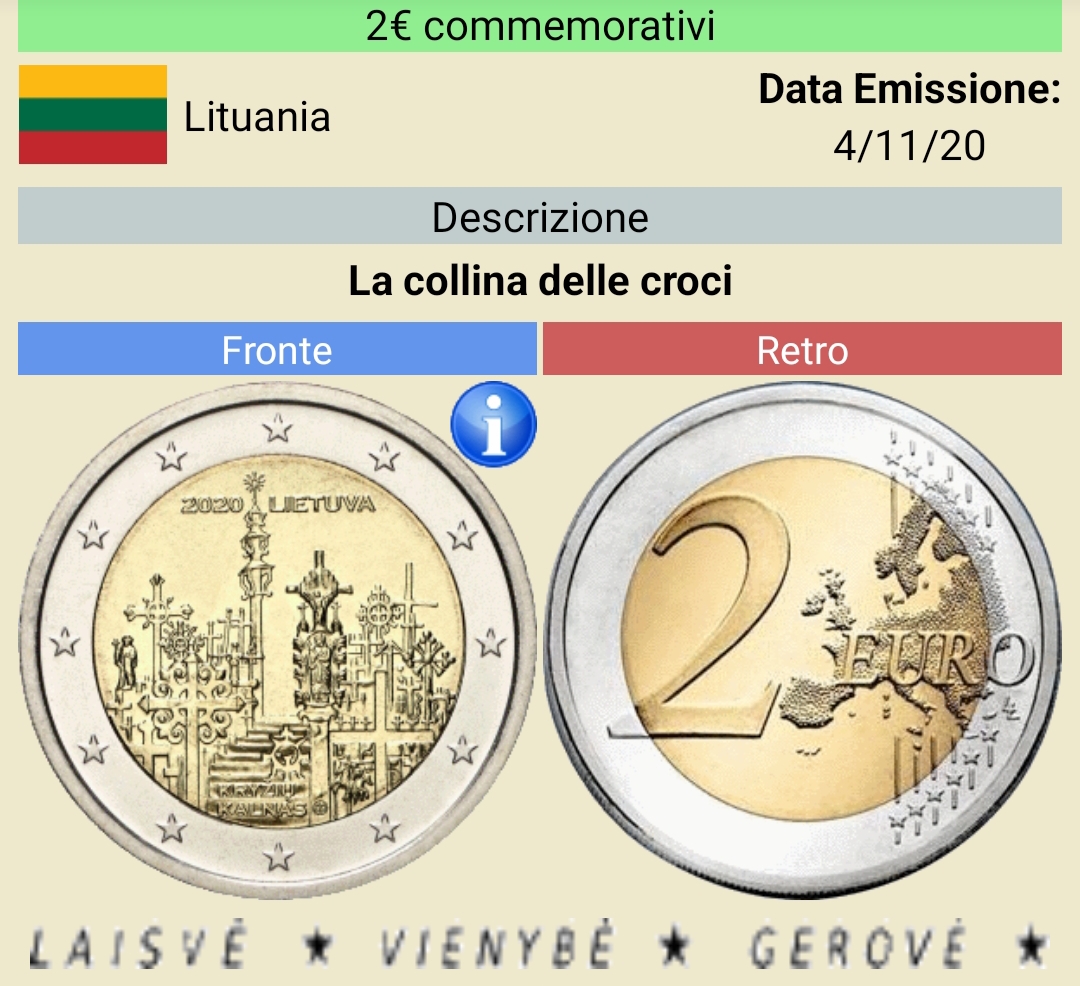 2€ commemorativi
Lituania
Data Emissione:
4/11/20
Descrizione
La collina delle croci
Fronte
Retro
i
2020 LIETUVA
KRYŽIŲ
KALNAS
2 EURO
LAISVĖ ★ VIENYBĖ ★ GEROVĖ ★